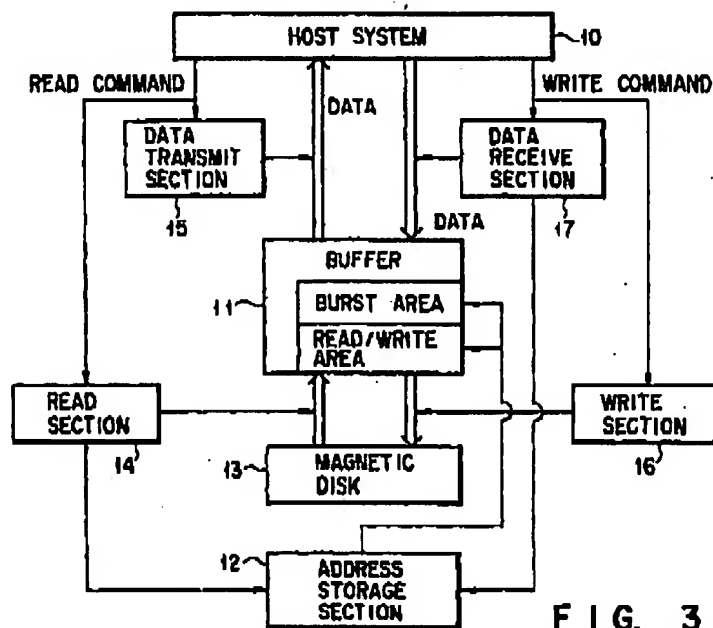 HOST SYSTEM
10
READ COMMAND
WRITE COMMAND
DATA
DATA
TRANSMIT
SECTION
15
DATA
RECEIVE
SECTION
17
DATA
BUFFER
11
BURST AREA
READ/WRITE
AREA
READ
SECTION
14
WRITE
SECTION
16
13
MAGNETIC
DISK
12
ADDRESS
STORAGE
SECTION
FIG. 3